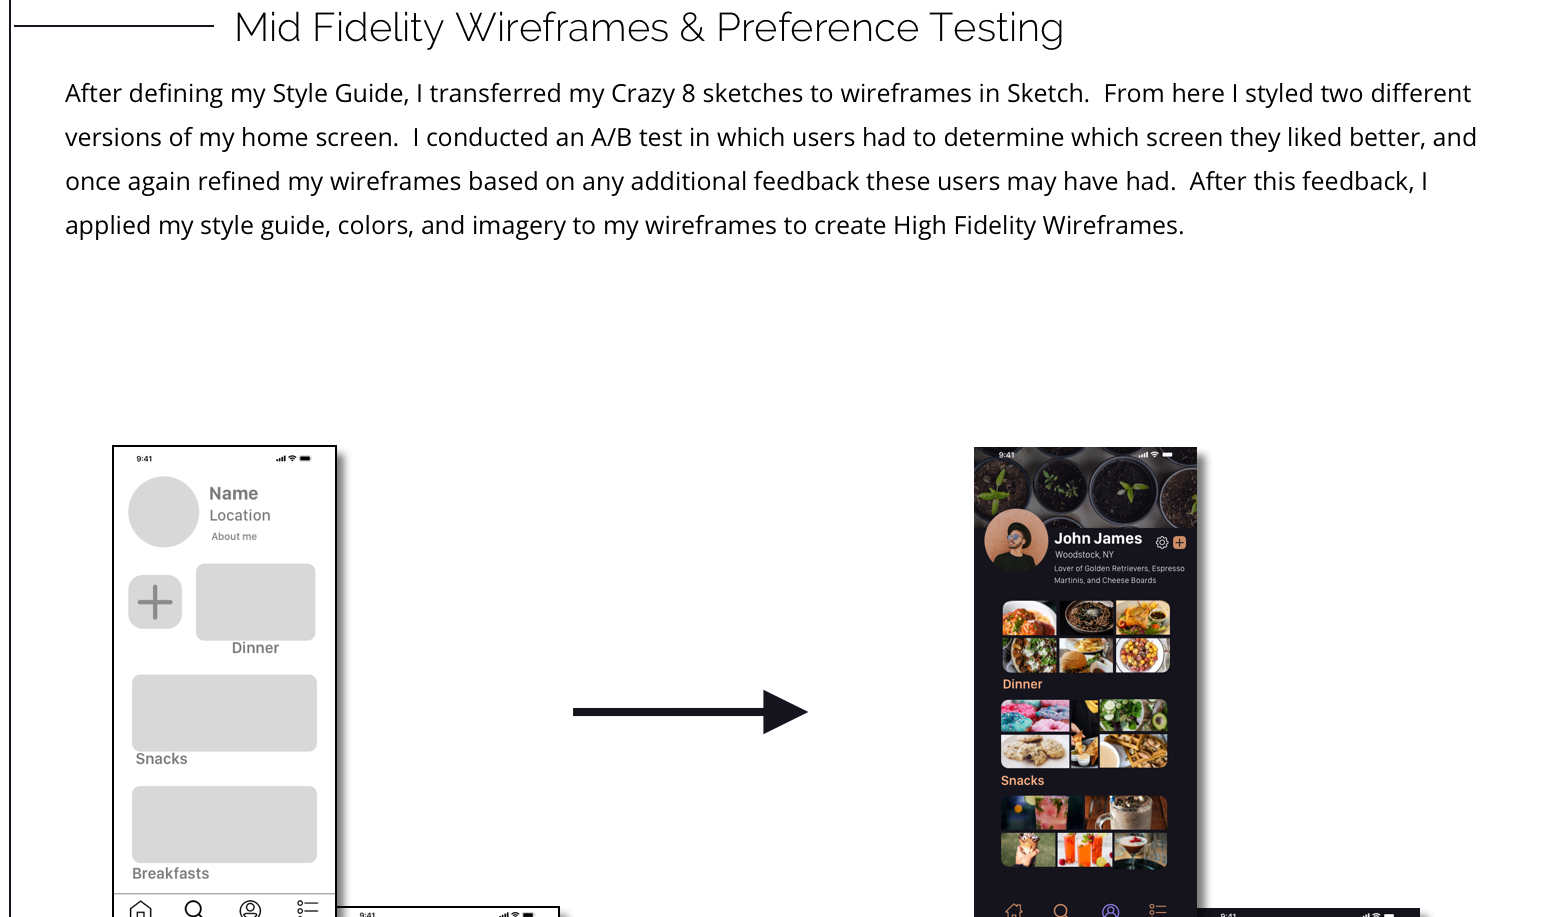 Mid Fidelity Wireframes & Preference Testing
After defining my Style Guide, I transferred my Crazy 8 sketches to wireframes in Sketch.  From here I styled two different
versions of my home screen.  I conducted an A/B test in which users had to determine which screen they liked better, and
once again refined my wireframes based on any additional feedback these users may have had.  After this feedback, I
applied my style guide, colors, and imagery to my wireframes to create High Fidelity Wireframes.
9:41
Name
Location
About me
Dinner
Snacks
Breakfasts
9:41
9:41
John James
Woodstock, NY
Lover of Golden Retrievers, Espresso
Martinis, and Cheese Boards
Dinner
Snacks
9:41